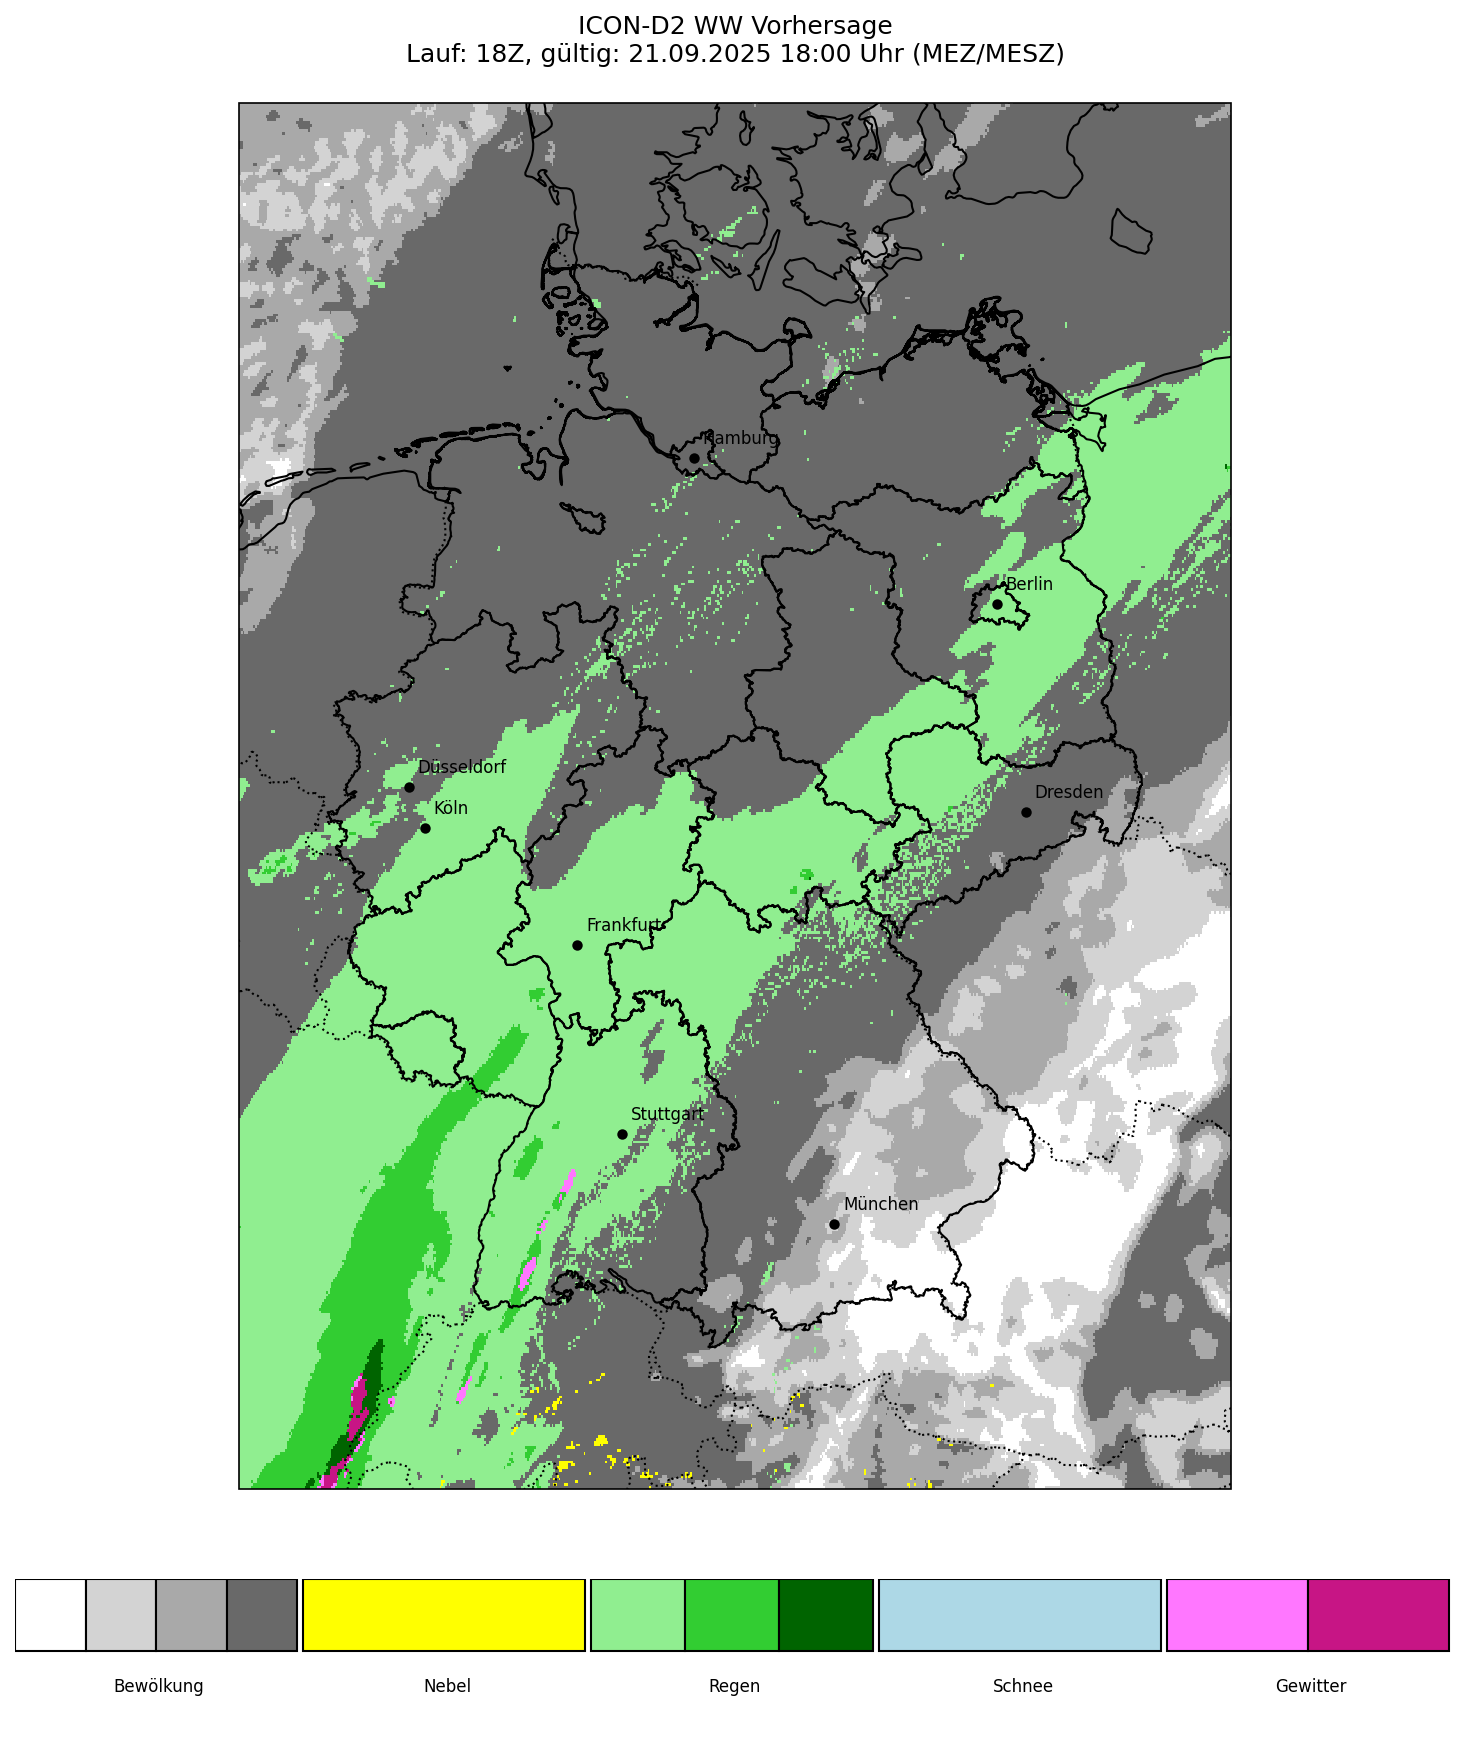 ICON-D2 WW Vorhersage
Lauf: 18Z, gültig: 21.09.2025 18:00 Uhr (MEZ/MESZ)
Hamburg
Berlin
Düsseldorf
Köln
Dresden
Frankfurt
Stuttgart
München
Bewölkung
Nebel
Regen
Schnee
Gewitter